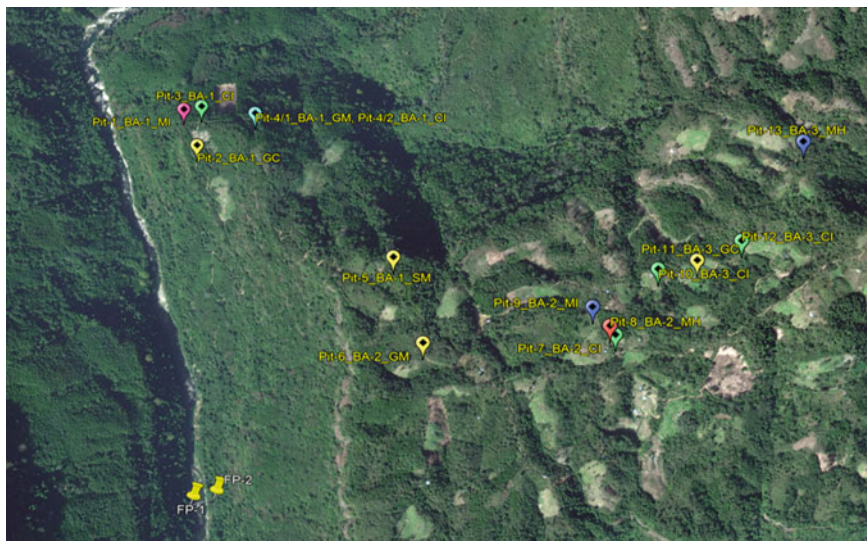 Pit-3_BA-1_CI
Pit-1_BA-1_MI
Pit-4/1_BA-1_GM, Pit-4/2_BA-1_CI
Pit-2_BA-1_GC
Pit-13_BA-3_MH
Pit-12_BA-3_CI
Pit-11_BA-3_GC
Pit-5_BA-1_SM
Pit-10_BA-3_CI
Pit-9_BA-2_MI
Pit-8_BA-2_MH
Pit-7_BA-2_CI
Pit-6_BA-2_GM
FP-2
FP-1